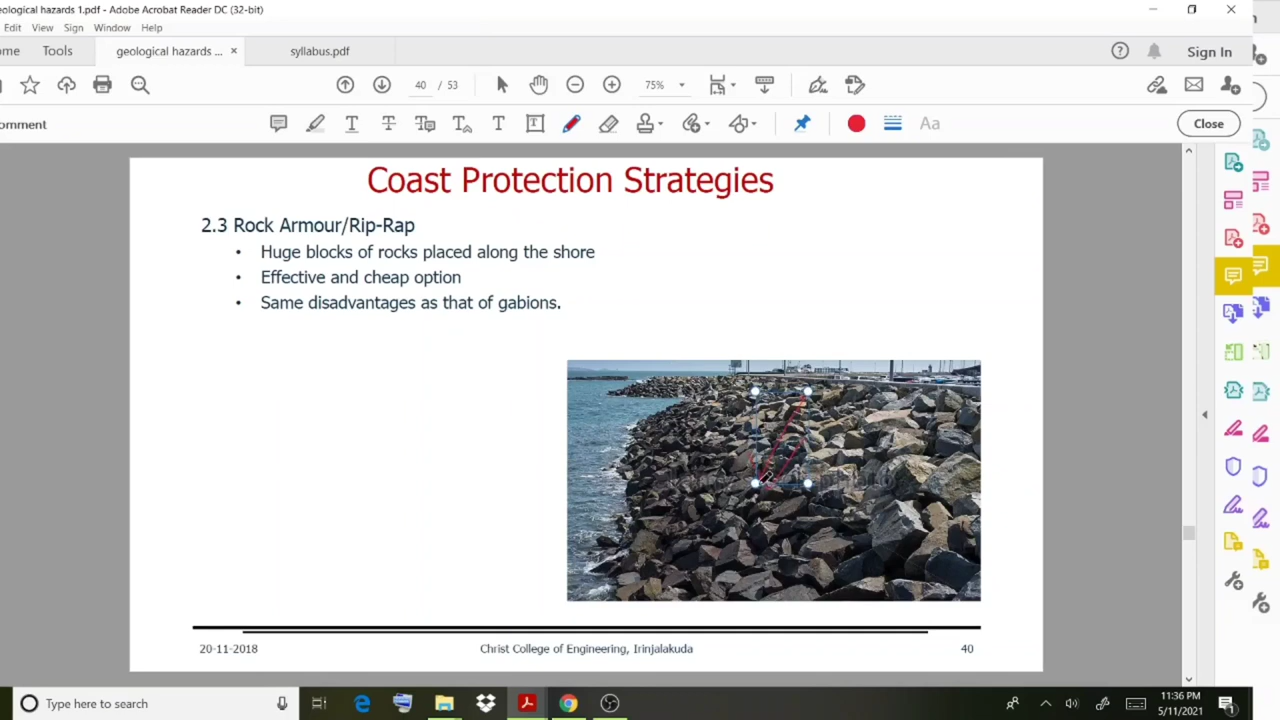 eological hazards 1.pdf - Adobe Acrobat Reader DC (32-bit)
Edit View Sign Window Help
ome Tools geological hazards ... × syllabus.pdf Sign In
40 / 53 75%
omment Aa Close
Coast Protection Strategies
2.3 Rock Armour/Rip-Rap
• Huge blocks of rocks placed along the shore
• Effective and cheap option
• Same disadvantages as that of gabions.
20-11-2018 Christ College of Engineering, Irinjalakuda 40
Type here to search
11:36 PM
5/11/2021
1